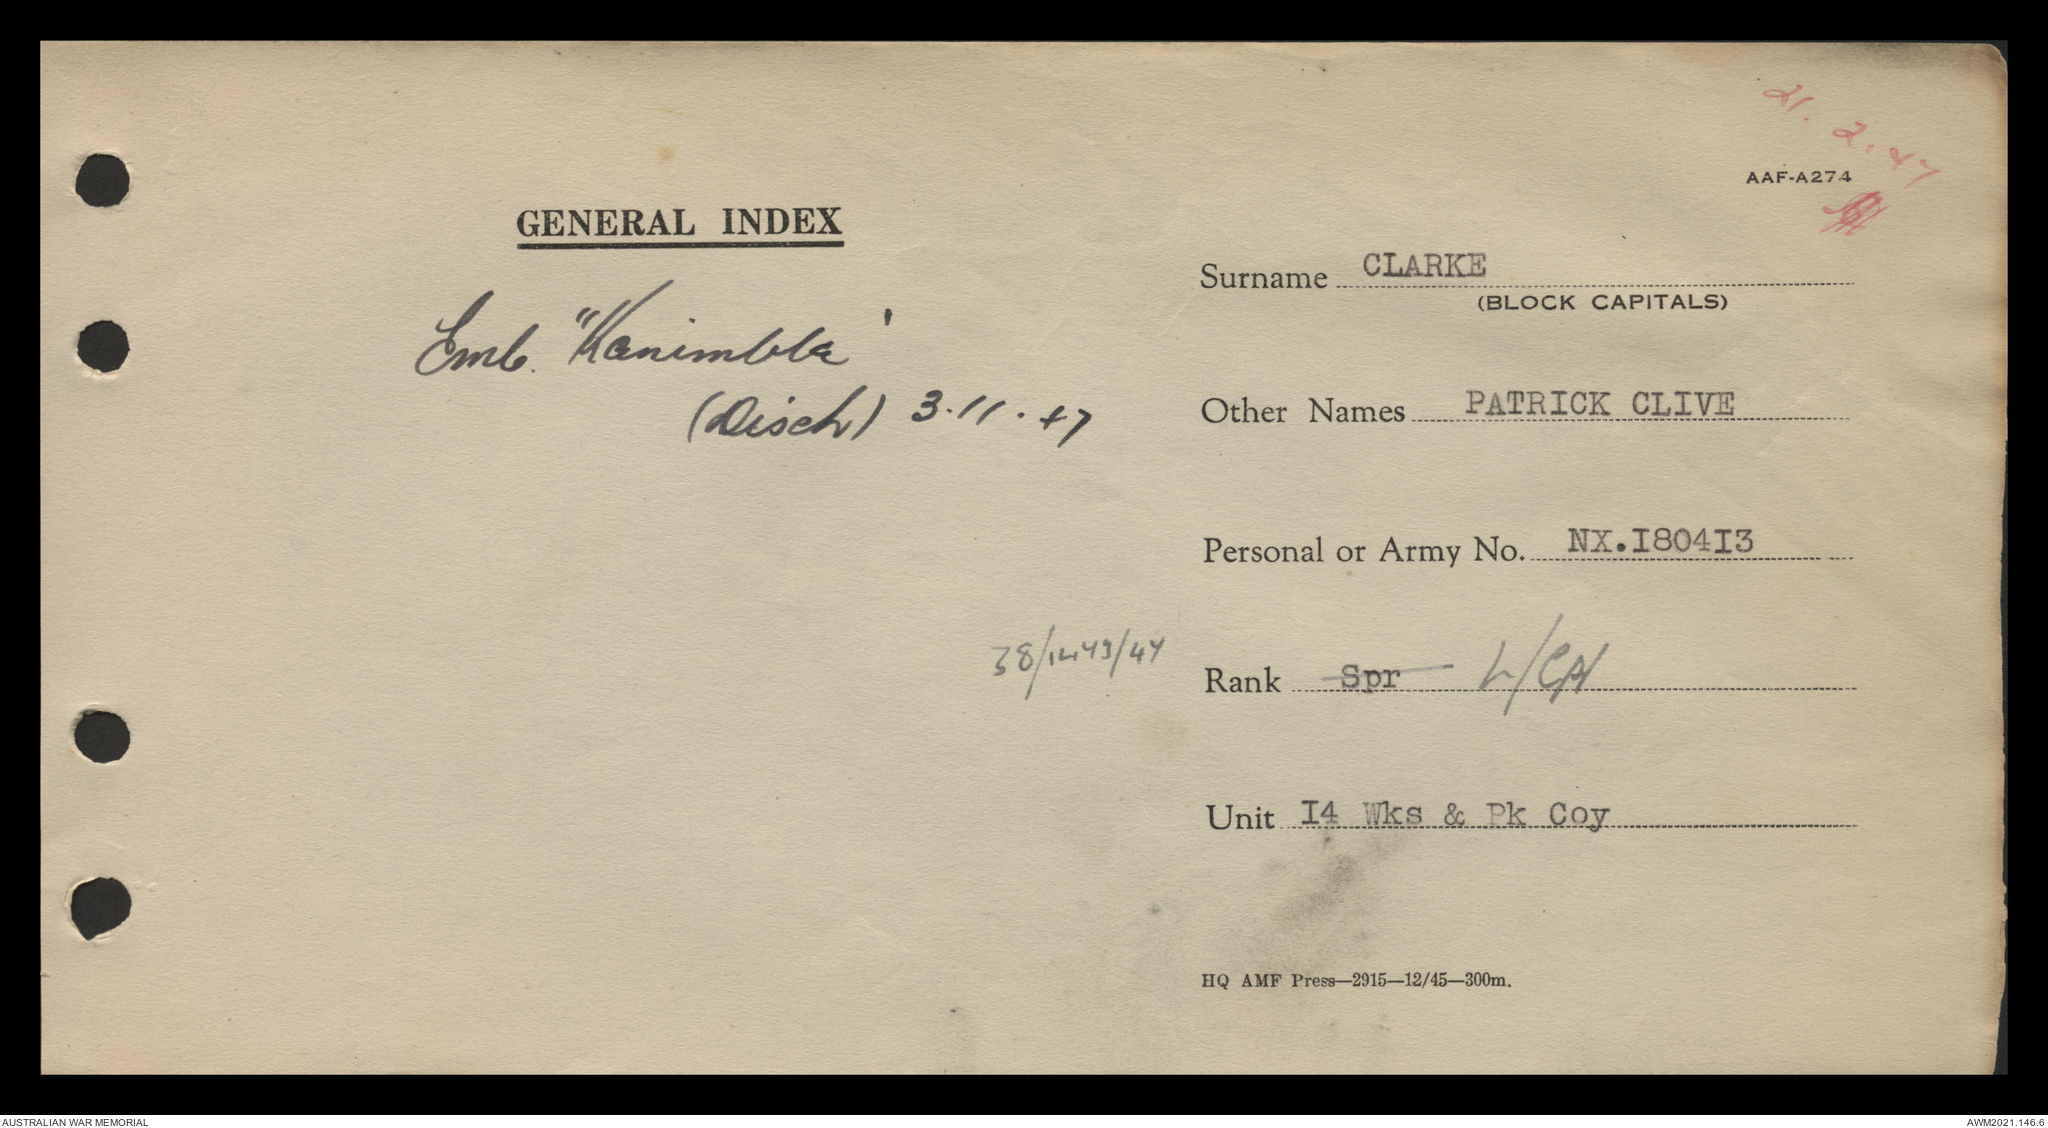 21. 2. 47
AAF-A274
GENERAL INDEX
Emb. "Kanimbla'
(Disch) 3.11.47
Surname CLARKE
(BLOCK CAPITALS)
Other Names PATRICK CLIVE
Personal or Army No. NX.I804I3
38/1443/47
Rank Spr L/Cpl
Unit I4 Wks & Pk Coy
HQ AMF Press—2915—12/45—300m.
AUSTRALIAN WAR MEMORIAL
AWM2021.146.6